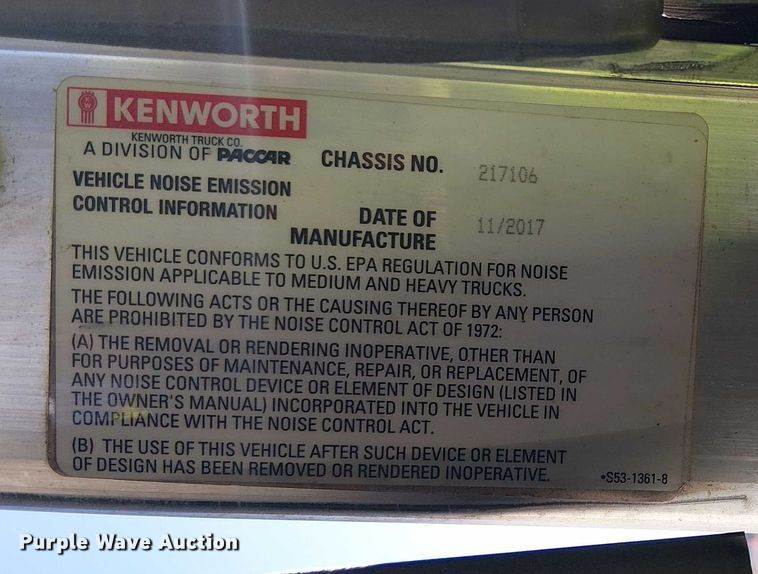 KENWORTH
KENWORTH TRUCK CO.
A DIVISION OF PACCAR
CHASSIS NO. 217106
VEHICLE NOISE EMISSION
CONTROL INFORMATION
DATE OF
MANUFACTURE 11/2017
THIS VEHICLE CONFORMS TO U.S. EPA REGULATION FOR NOISE
EMISSION APPLICABLE TO MEDIUM AND HEAVY TRUCKS.
THE FOLLOWING ACTS OR THE CAUSING THEREOF BY ANY PERSON
ARE PROHIBITED BY THE NOISE CONTROL ACT OF 1972:
(A) THE REMOVAL OR RENDERING INOPERATIVE, OTHER THAN
FOR PURPOSES OF MAINTENANCE, REPAIR, OR REPLACEMENT, OF
ANY NOISE CONTROL DEVICE OR ELEMENT OF DESIGN (LISTED IN
THE OWNER'S MANUAL) INCORPORATED INTO THE VEHICLE IN
COMPLIANCE WITH THE NOISE CONTROL ACT.
(B) THE USE OF THIS VEHICLE AFTER SUCH DEVICE OR ELEMENT
OF DESIGN HAS BEEN REMOVED OR RENDERED INOPERATIVE.
•S53-1361-8
Purple Wave Auction